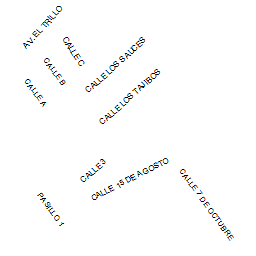 AV. EL TRILLO
CALLE C
CALLE B
CALLE A
CALLE LOS SAUCES
CALLE LOS TAJIBOS
CALLE 3
CALLE 15 DE AGOSTO
CALLE 7 DE OCTUBRE
PASILLO 1